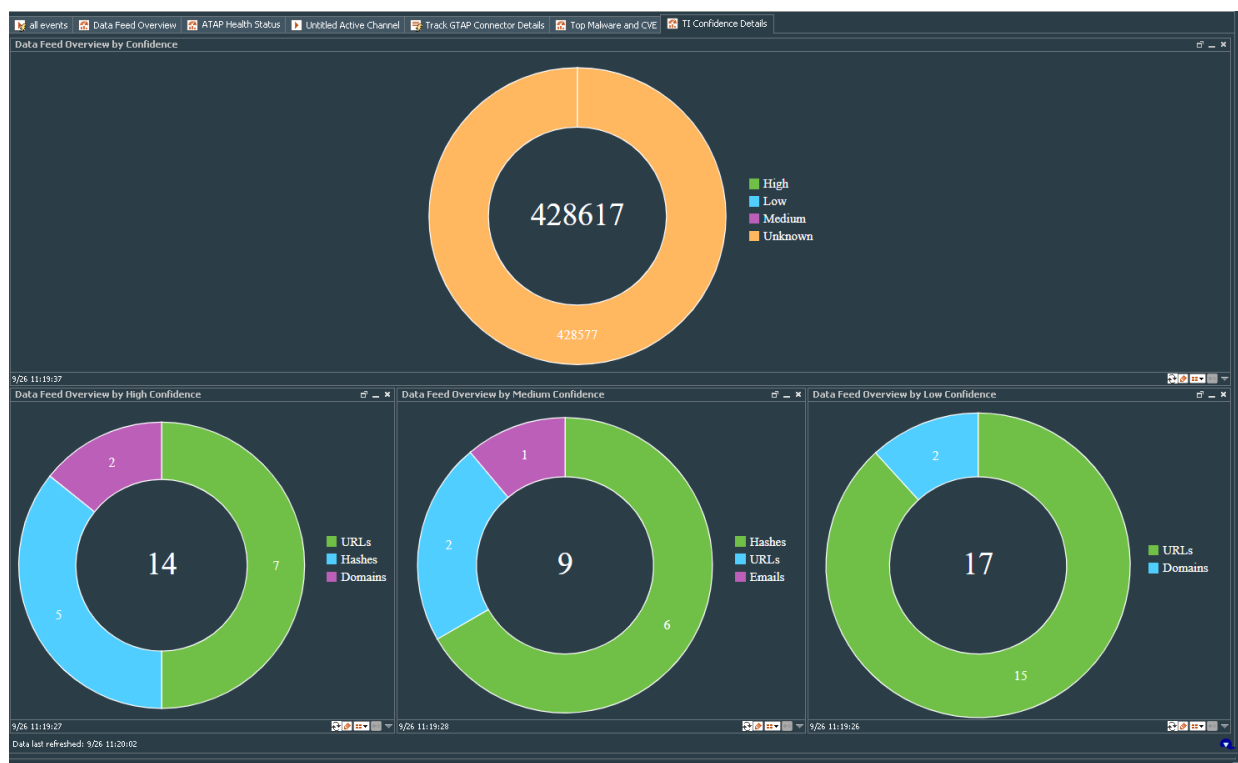 all events Data Feed Overview ATAP Health Status Untitled Active Channel Track GTAP Connector Details Top Malware and CVE TI Confidence Details
Data Feed Overview by Confidence
428617
High
Low
Medium
Unknown
428577
9/26 11:19:37
Data Feed Overview by High Confidence
2
7
5
14
URLs
Hashes
Domains
9/26 11:19:27
Data Feed Overview by Medium Confidence
1
2
6
9
Hashes
URLs
Emails
9/26 11:19:28
Data Feed Overview by Low Confidence
2
17
15
URLs
Domains
9/26 11:19:26
Data last refreshed: 9/26 11:20:02